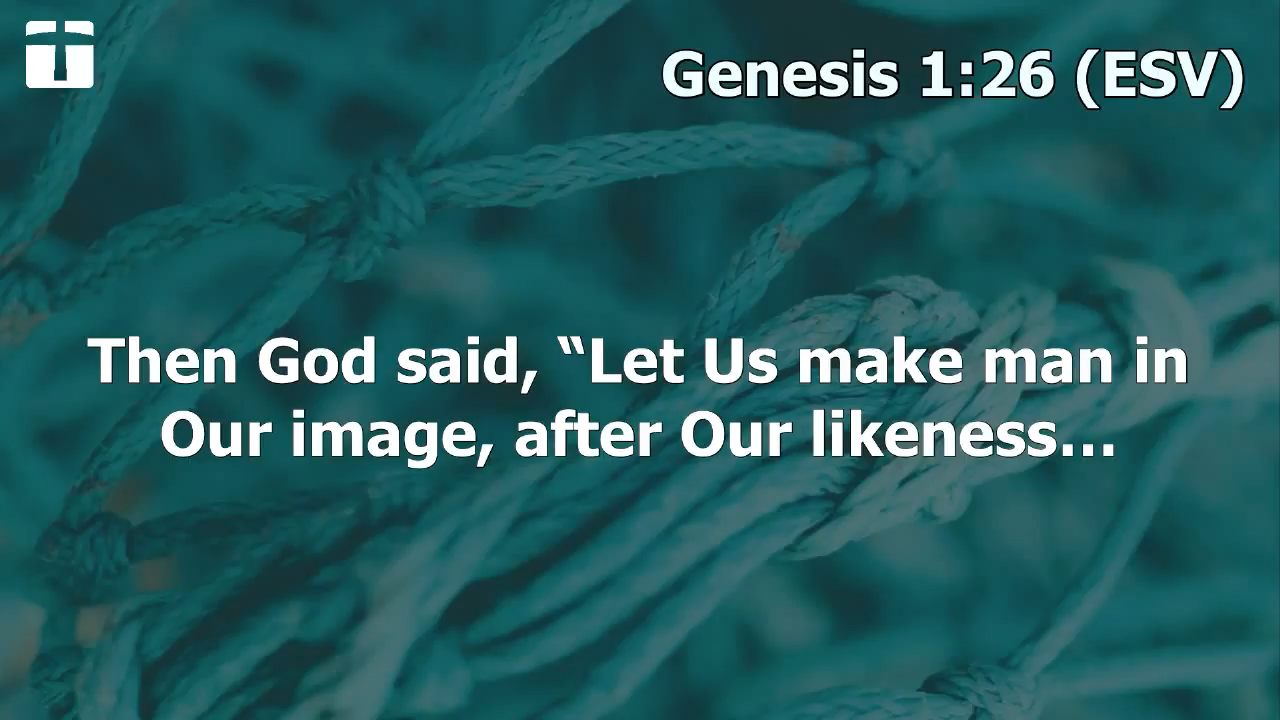 Genesis 1:26 (ESV)
Then God said, “Let Us make man in
Our image, after Our likeness…